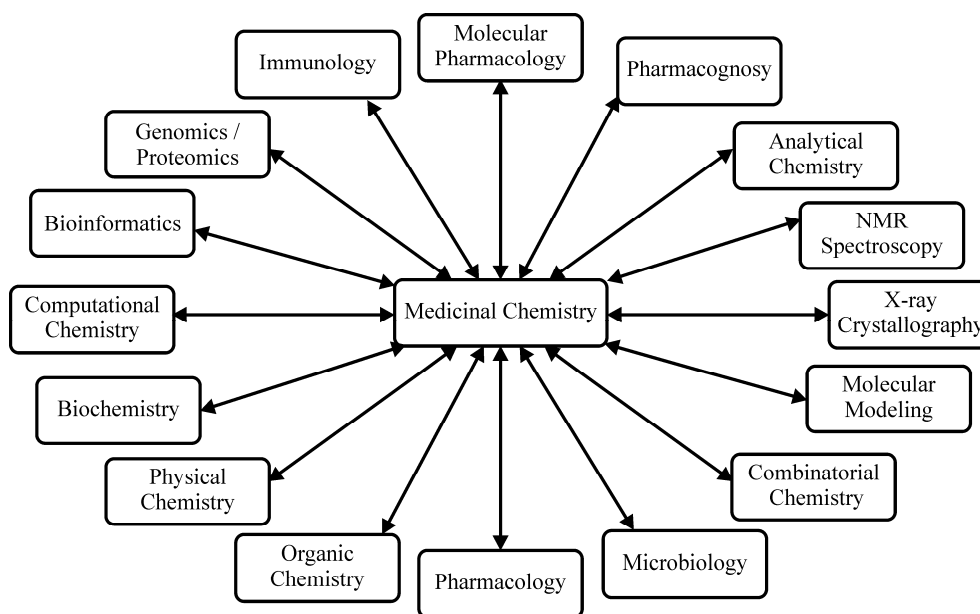 Molecular
Pharmacology
Immunology
Pharmacognosy
Genomics /
Proteomics
Analytical
Chemistry
Bioinformatics
NMR
Spectroscopy
Computational
Chemistry
Medicinal Chemistry
X-ray
Crystallography
Biochemistry
Molecular
Modeling
Physical
Chemistry
Combinatorial
Chemistry
Organic
Chemistry
Pharmacology
Microbiology